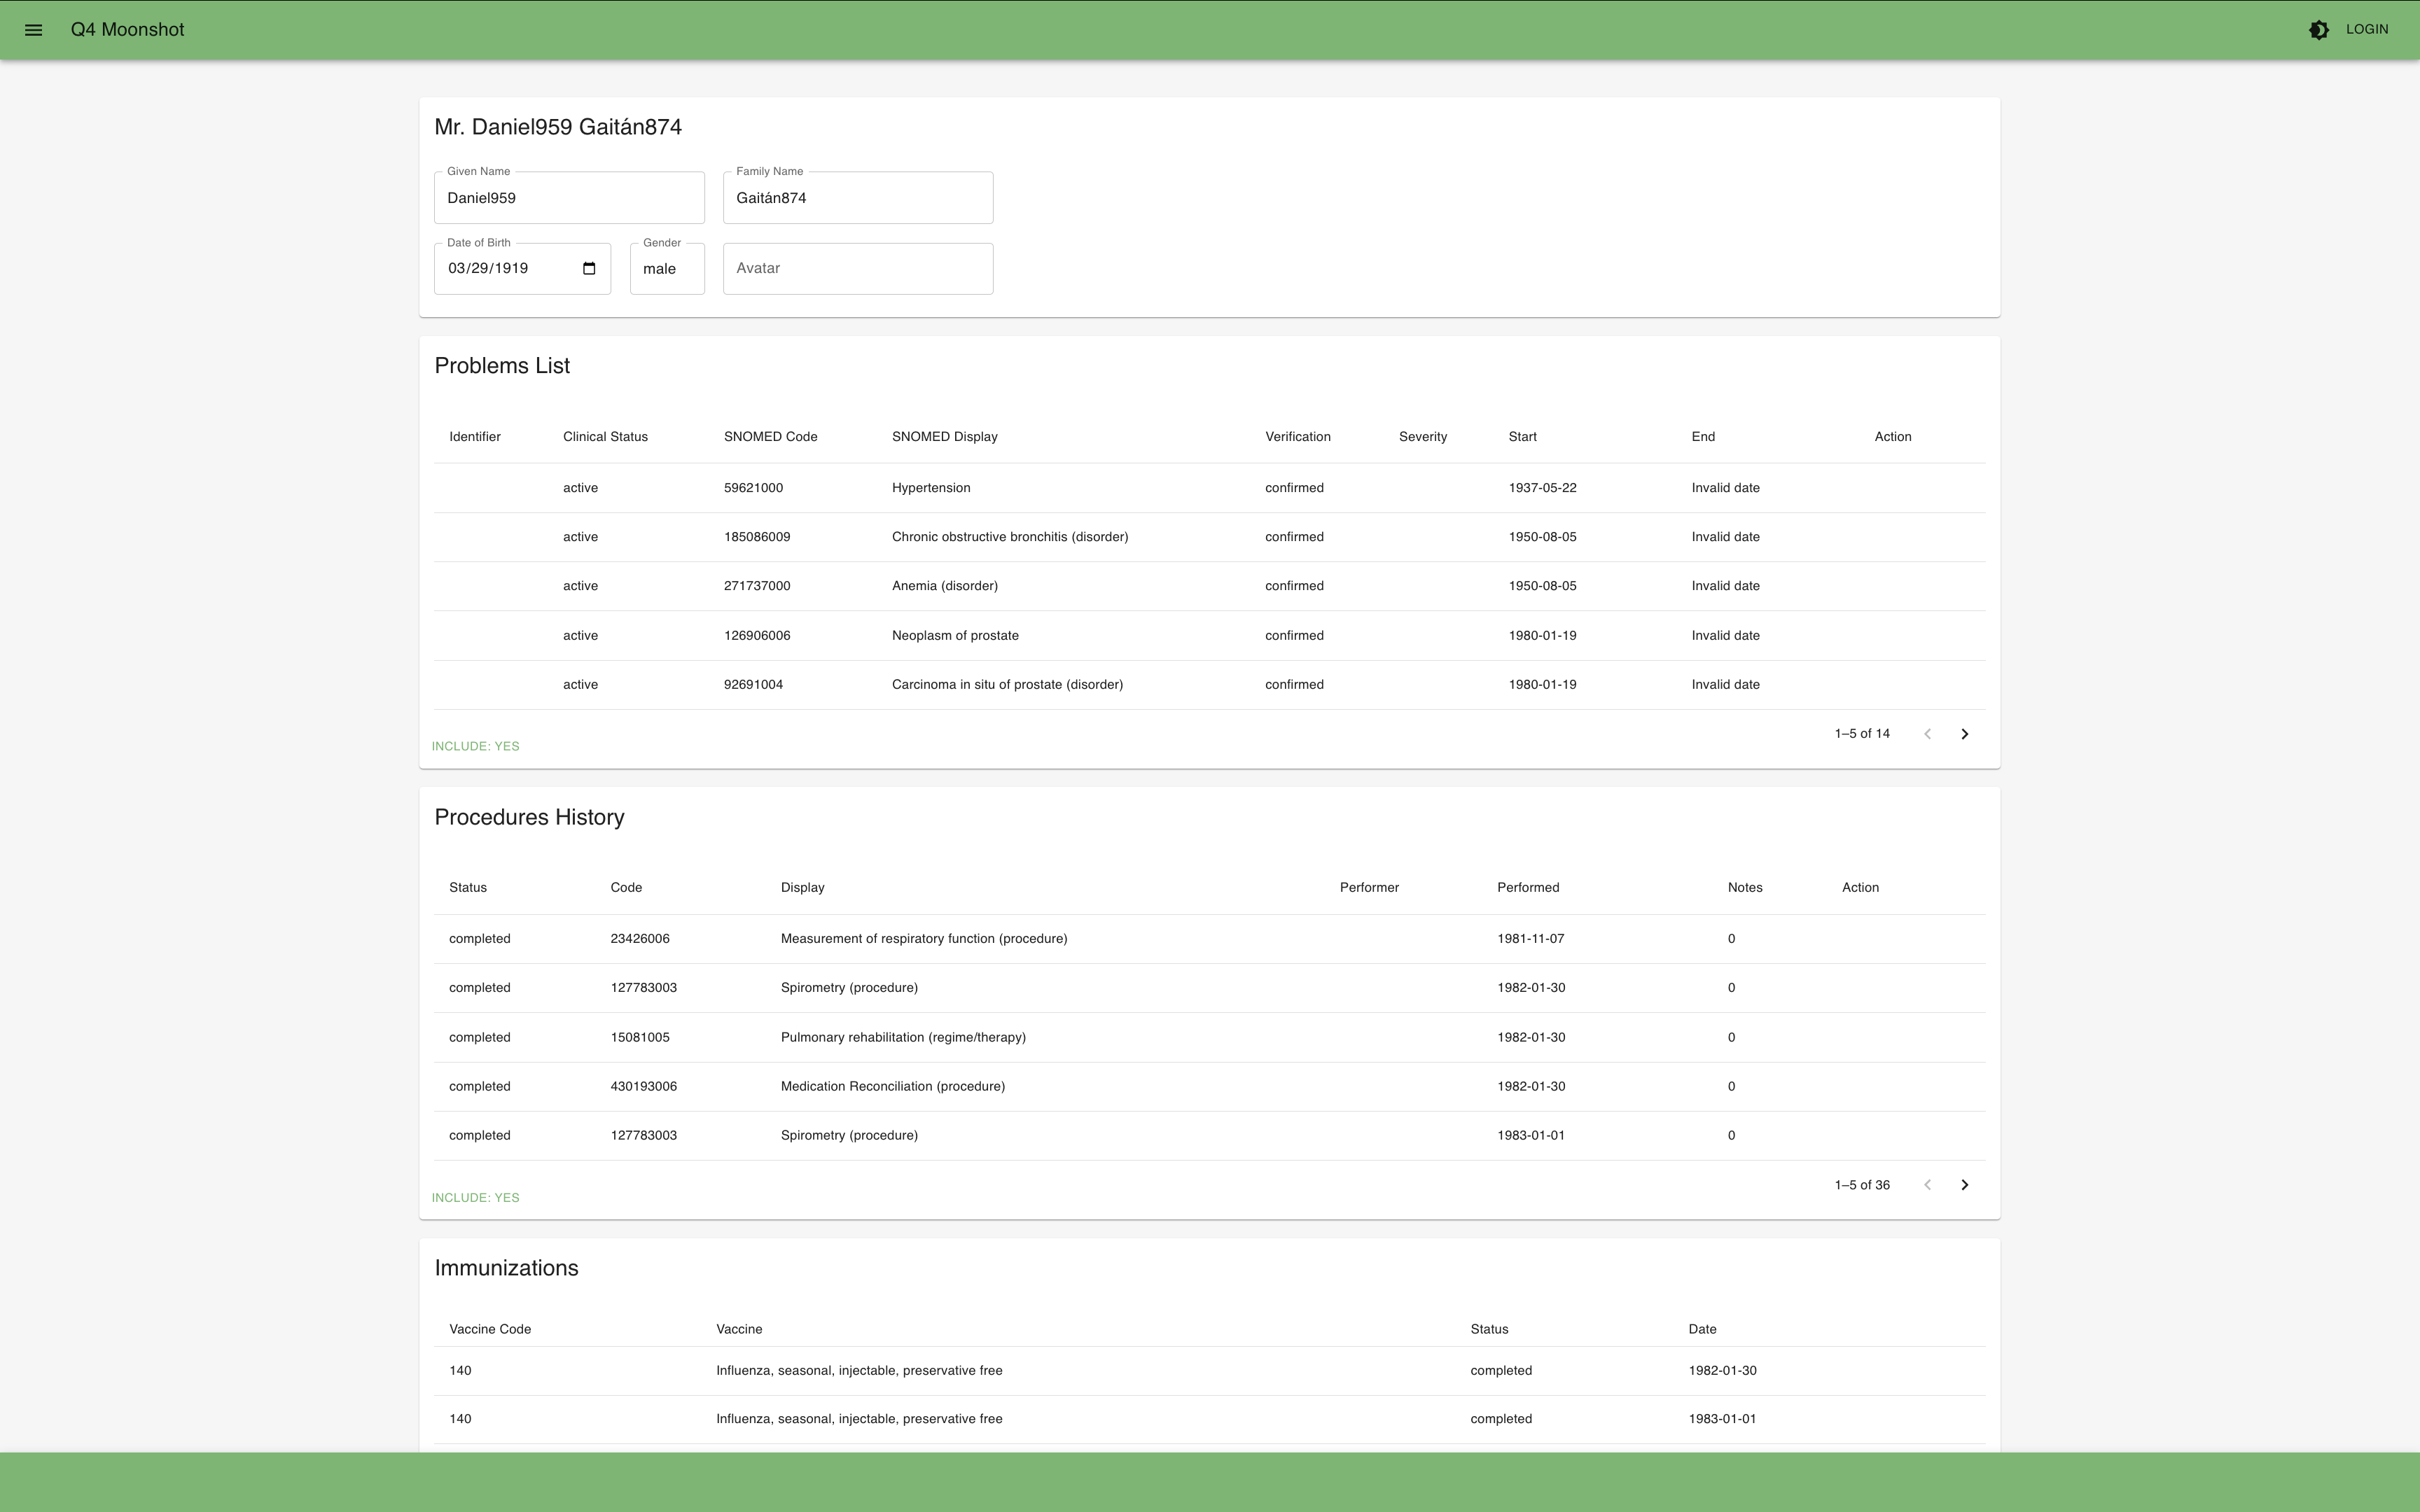 Q4 Moonshot LOGIN
Mr. Daniel959 Gaitán874
Given Name Family Name
Daniel959 Gaitán874
Date of Birth Gender
03/29/1919 male Avatar
Problems List
Identifier Clinical Status SNOMED Code SNOMED Display Verification Severity Start End Action
active 59621000 Hypertension confirmed 1937-05-22 Invalid date
active 185086009 Chronic obstructive bronchitis (disorder) confirmed 1950-08-05 Invalid date
active 271737000 Anemia (disorder) confirmed 1950-08-05 Invalid date
active 126906006 Neoplasm of prostate confirmed 1980-01-19 Invalid date
active 92691004 Carcinoma in situ of prostate (disorder) confirmed 1980-01-19 Invalid date
1–5 of 14
INCLUDE: YES
Procedures History
Status Code Display Performer Performed Notes Action
completed 23426006 Measurement of respiratory function (procedure) 1981-11-07 0
completed 127783003 Spirometry (procedure) 1982-01-30 0
completed 15081005 Pulmonary rehabilitation (regime/therapy) 1982-01-30 0
completed 430193006 Medication Reconciliation (procedure) 1982-01-30 0
completed 127783003 Spirometry (procedure) 1983-01-01 0
1–5 of 36
INCLUDE: YES
Immunizations
Vaccine Code Vaccine Status Date
140 Influenza, seasonal, injectable, preservative free completed 1982-01-30
140 Influenza, seasonal, injectable, preservative free completed 1983-01-01